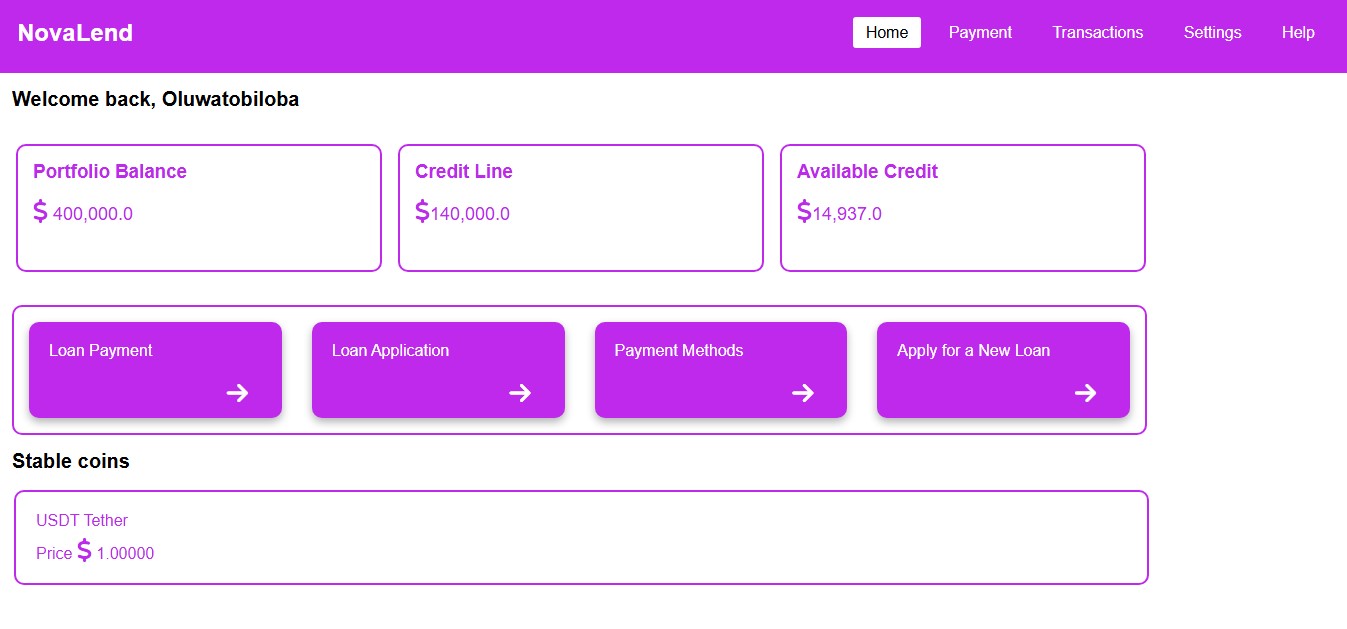 NovaLend
Home Payment Transactions Settings Help
Welcome back, Oluwatobiloba
Portfolio Balance Credit Line Available Credit
$ 400,000.0 $140,000.0 $14,937.0
Loan Payment Loan Application Payment Methods Apply for a New Loan
Stable coins
USDT Tether
Price $ 1.00000